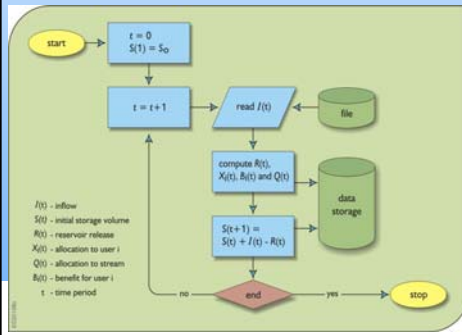 start
t = 0
S(1) = S₀
t = t+1
read I(t)
file
compute R(t),
Xᵢ(t), Bᵢ(t) and Q(t)
data
storage
S(t+1) =
S(t) + I(t) - R(t)
I(t) - inflow
S(t) - initial storage volume
R(t) - reservoir release
Xᵢ(t) - allocation to user i
Q(t) - allocation to stream
Bᵢ(t) - benefit for user i
t - time period
no
end
yes
stop